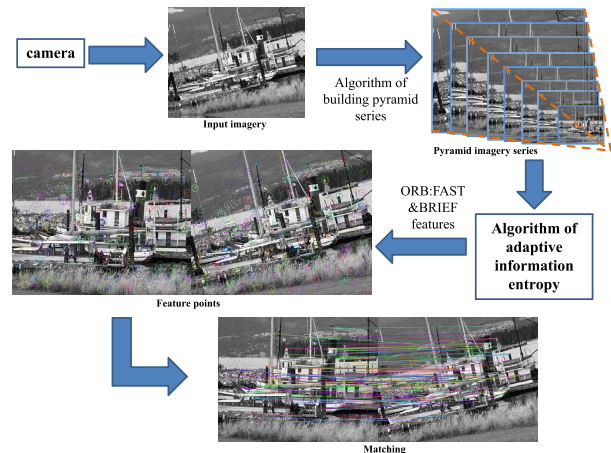 camera
Input imagery
Algorithm of
building pyramid
series
Pyramid imagery series
ORB:FAST
&BRIEF
features
Algorithm of
adaptive
information
entropy
Feature points
Matching